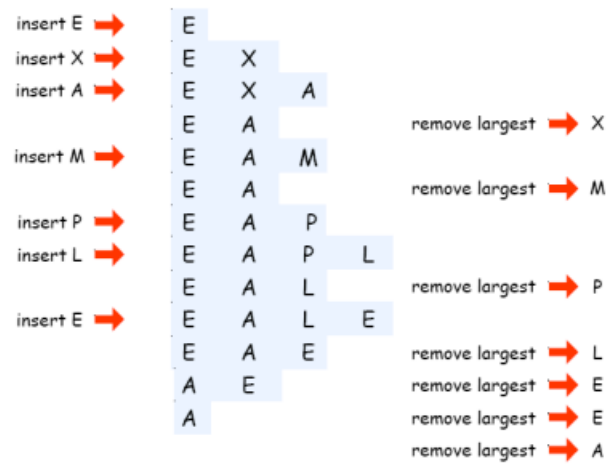 insert E E
insert X E X
insert A E X A
E A remove largest X
insert M E A M
E A remove largest M
insert P E A P
insert L E A P L
E A L remove largest P
insert E E A L E
E A E remove largest L
A E remove largest E
A remove largest E
remove largest A